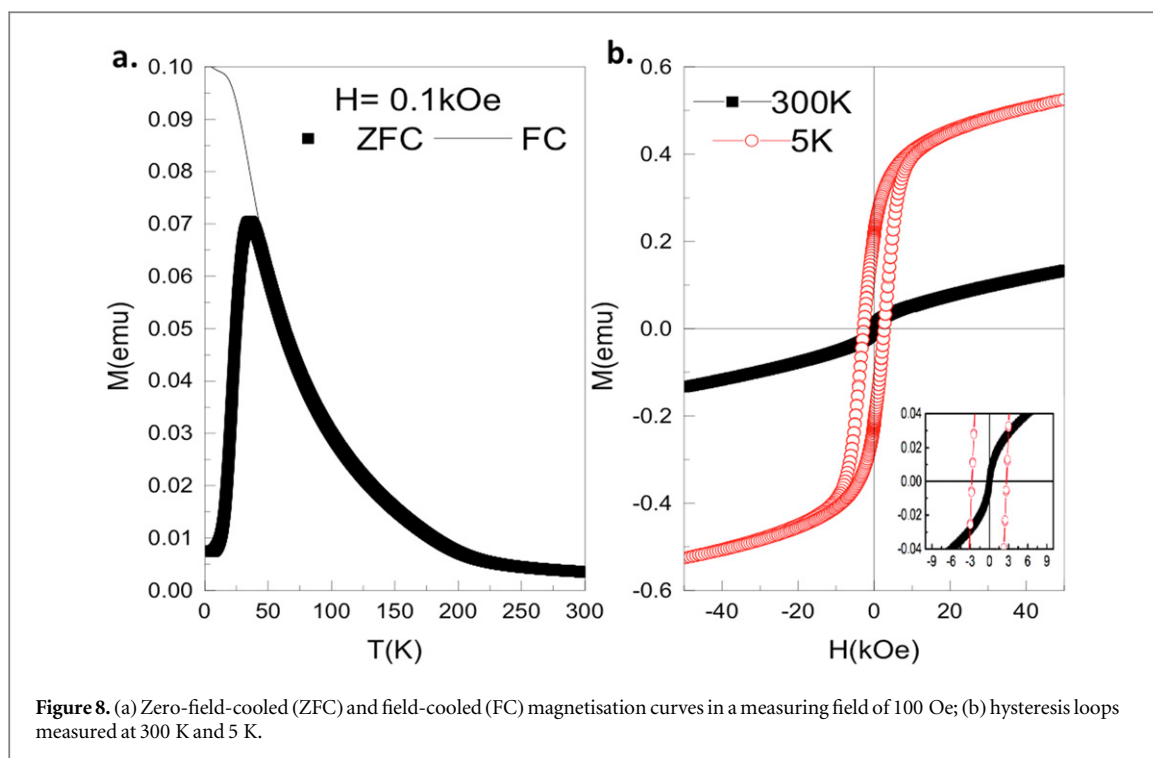 a.
H= 0.1kOe
ZFC FC
M(emu)
0.10
0.09
0.08
0.07
0.06
0.05
0.04
0.03
0.02
0.01
0.00
0 50 100 150 200 250 300
T(K)
b.
300K
5K
M(emu)
0.6
0.4
0.2
0.0
-0.2
-0.4
-0.6
-40 -20 0 20 40
H(kOe)
0.04
0.02
0.00
-0.02
-0.04
-9 -6 -3 0 3 6 9
Figure 8. (a) Zero-field-cooled (ZFC) and field-cooled (FC) magnetisation curves in a measuring field of 100 Oe; (b) hysteresis loops
measured at 300 K and 5 K.